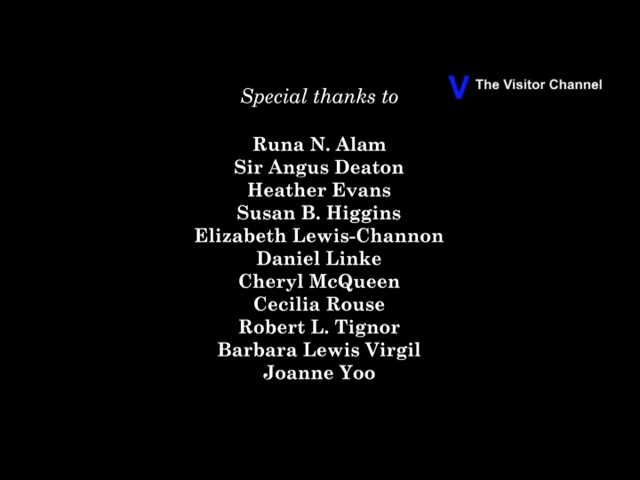 Special thanks to
V The Visitor Channel
Runa N. Alam
Sir Angus Deaton
Heather Evans
Susan B. Higgins
Elizabeth Lewis-Channon
Daniel Linke
Cheryl McQueen
Cecilia Rouse
Robert L. Tignor
Barbara Lewis Virgil
Joanne Yoo